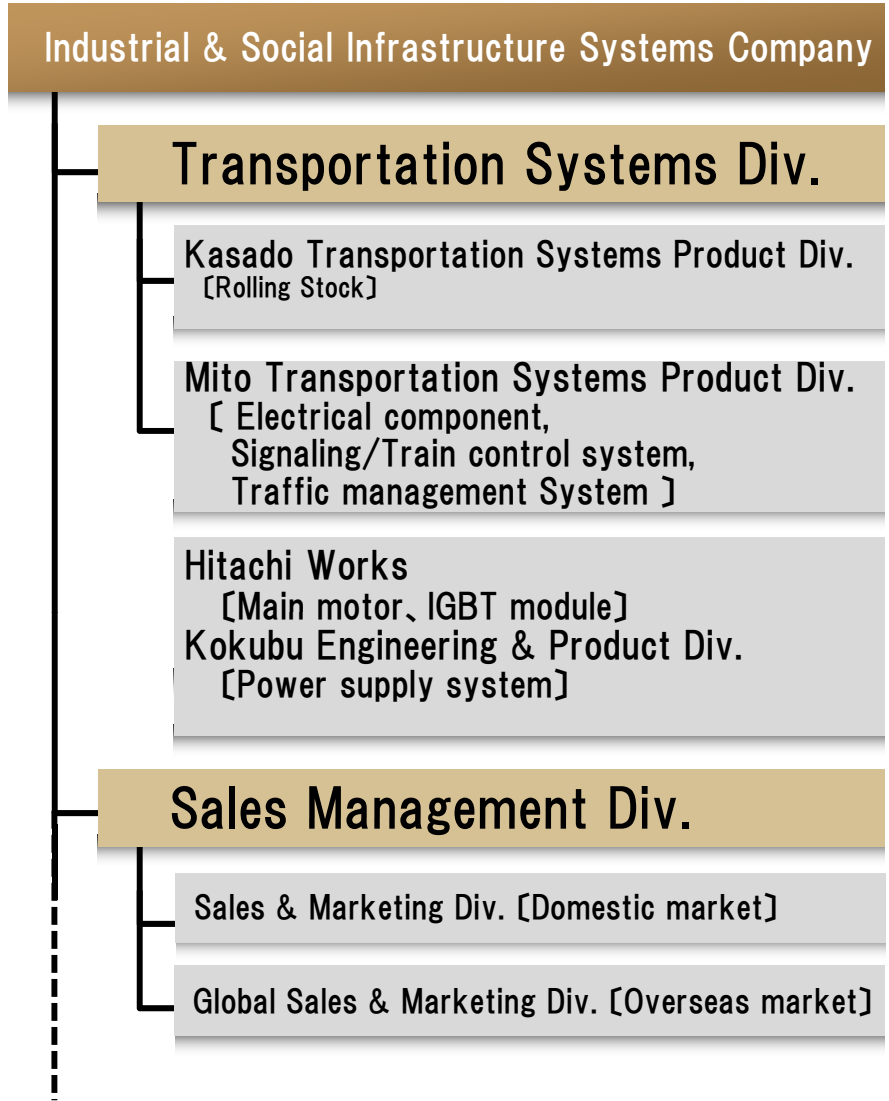 Industrial & Social Infrastructure Systems Company
Transportation Systems Div.
Kasado Transportation Systems Product Div.
〔Rolling Stock〕
Mito Transportation Systems Product Div.
〔 Electrical component,
Signaling/Train control system,
Traffic management System 〕
Hitachi Works
〔Main motor、IGBT module〕
Kokubu Engineering & Product Div.
〔Power supply system〕
Sales Management Div.
Sales & Marketing Div. 〔Domestic market〕
Global Sales & Marketing Div. 〔Overseas market〕